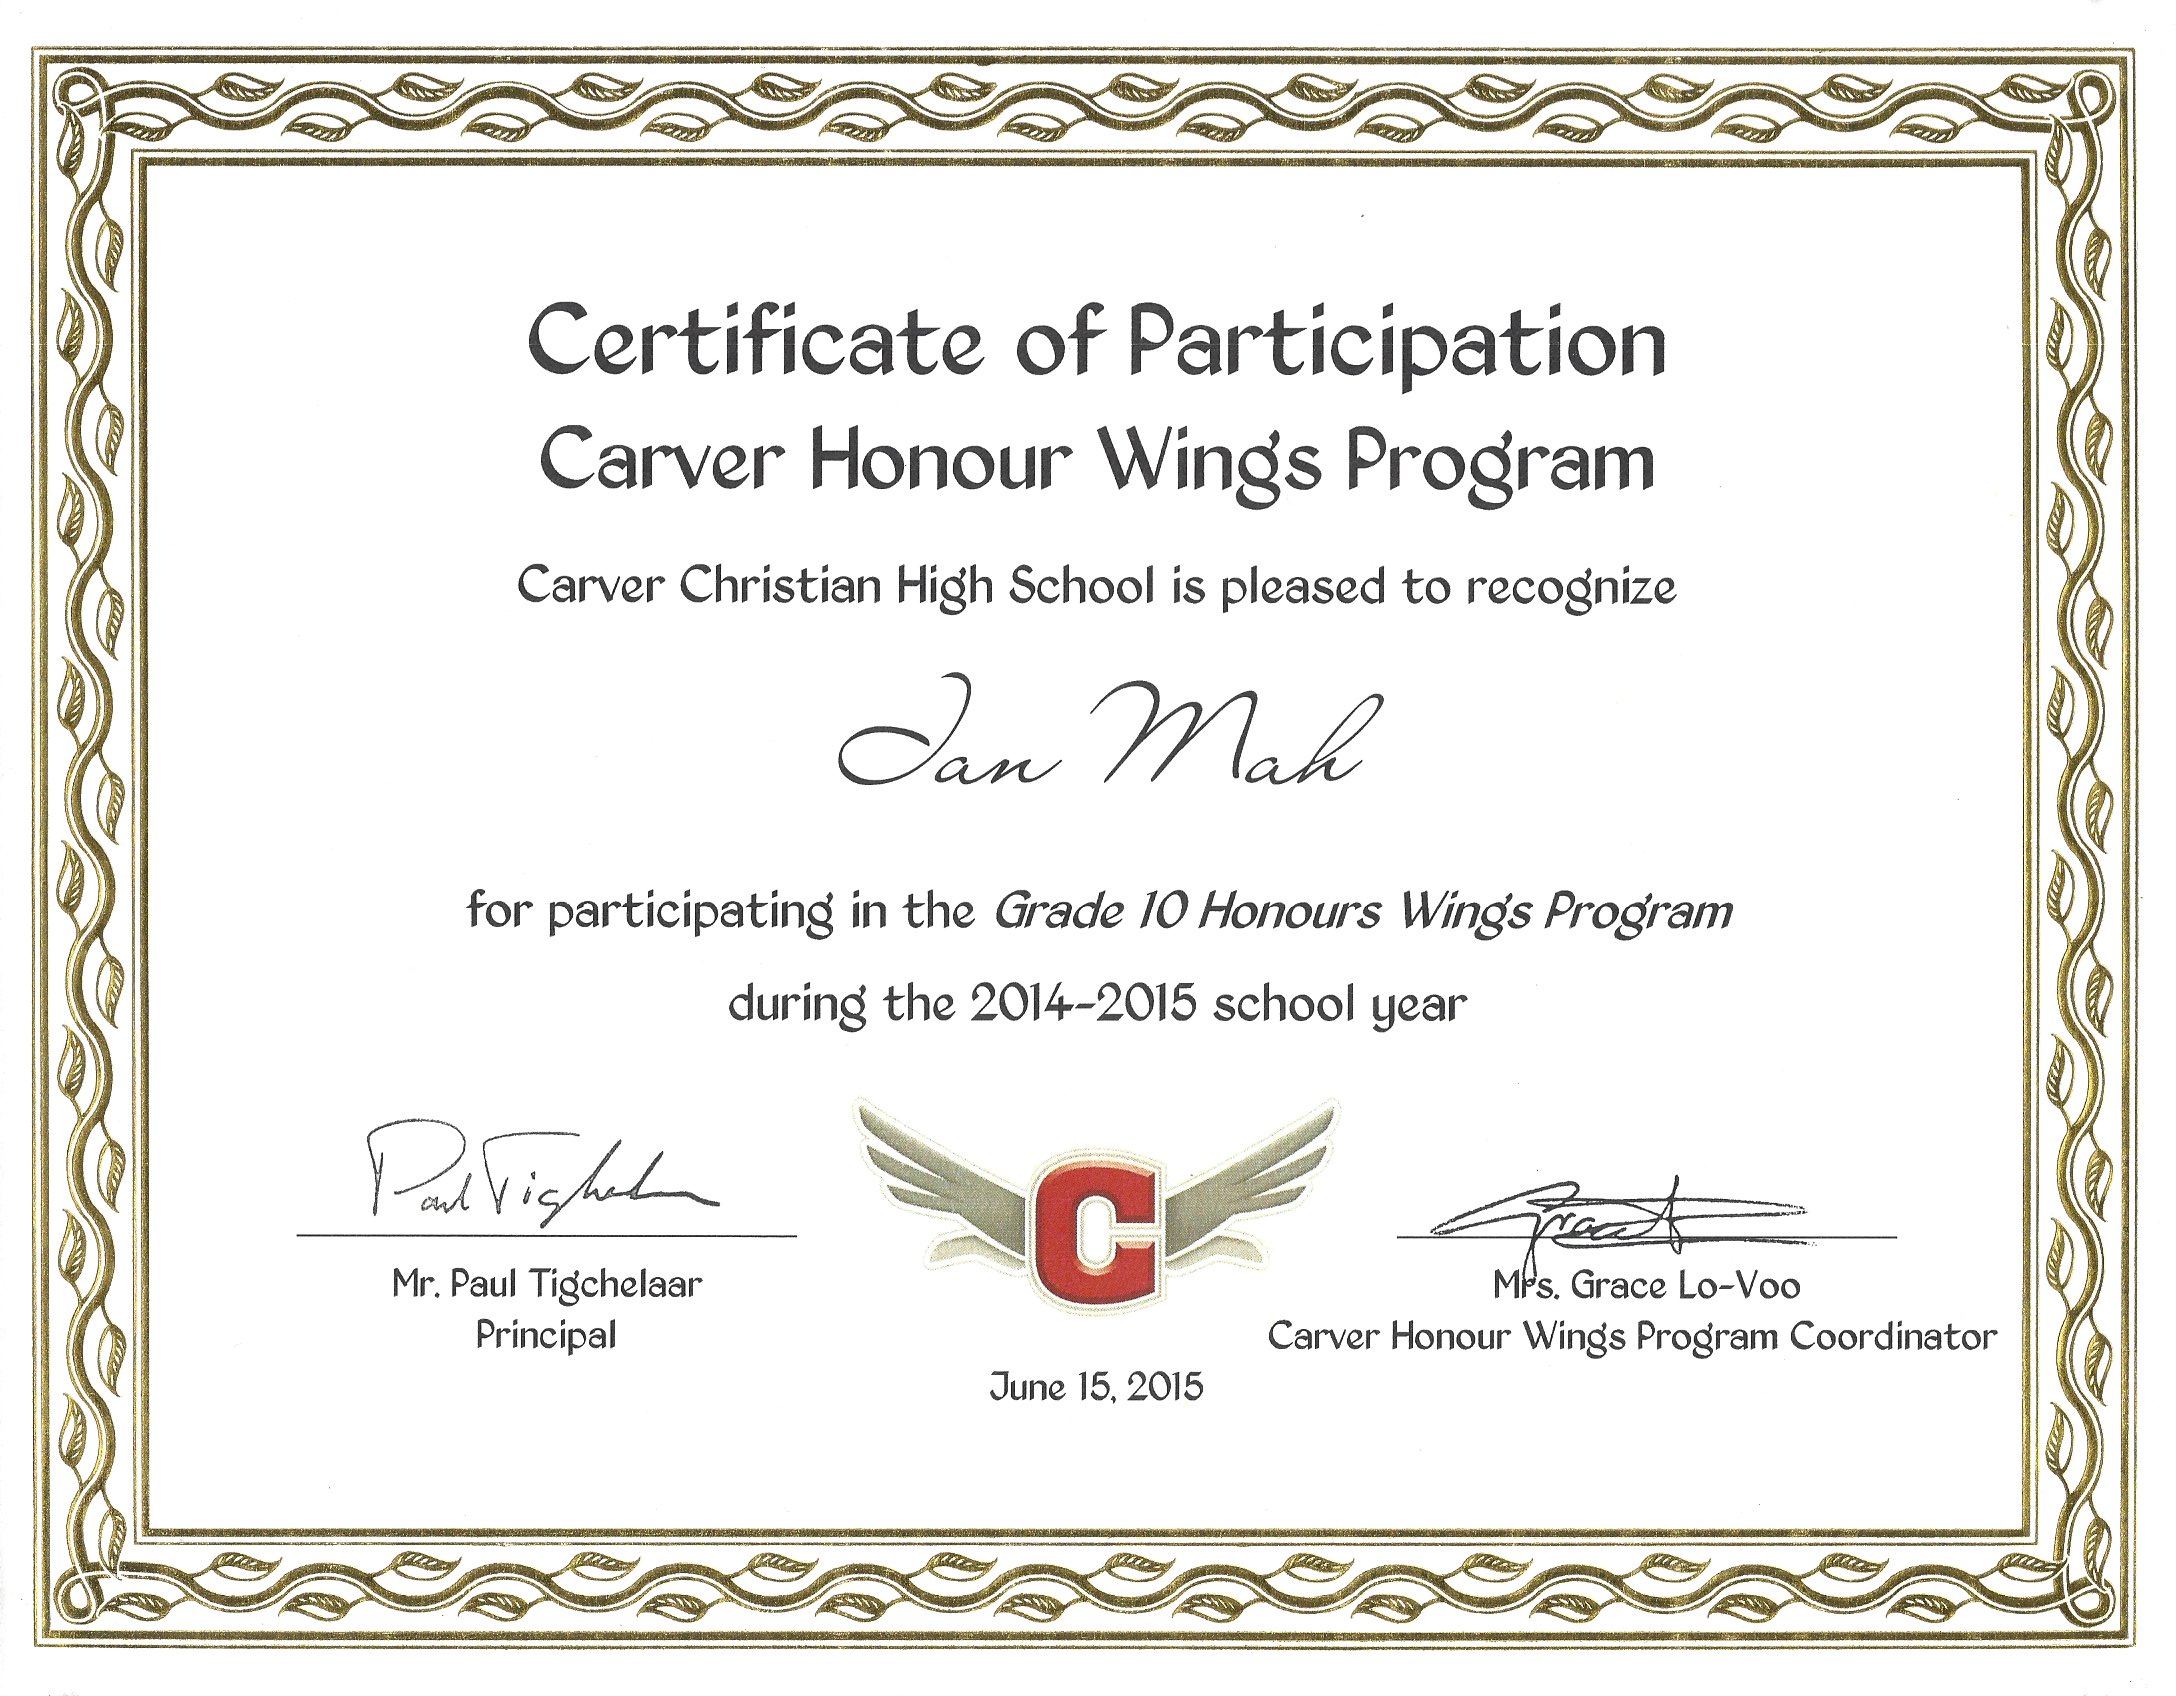 Certificate of Participation
Carver Honour Wings Program
Carver Christian High School is pleased to recognize
Ian Mah
for participating in the Grade 10 Honours Wings Program
during the 2014-2015 school year
Paul Tigchelaar
C
Mr. Paul Tigchelaar
Principal
Mrs. Grace Lo-Voo
Carver Honour Wings Program Coordinator
June 15, 2015